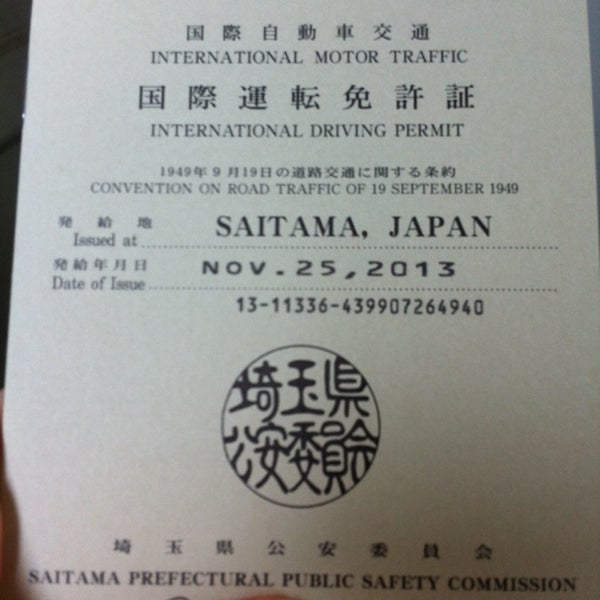 国際自動車交通
INTERNATIONAL MOTOR TRAFFIC
国際運転免許証
INTERNATIONAL DRIVING PERMIT
1949年9月19日の道路交通に関する条約
CONVENTION ON ROAD TRAFFIC OF 19 SEPTEMBER 1949
発給地
Issued at SAITAMA, JAPAN
発給年月日
Date of Issue NOV.25,2013
13-11336-439907264940
埼玉県
公安委員会
埼玉県公安委員会
SAITAMA PREFECTURAL PUBLIC SAFETY COMMISSION